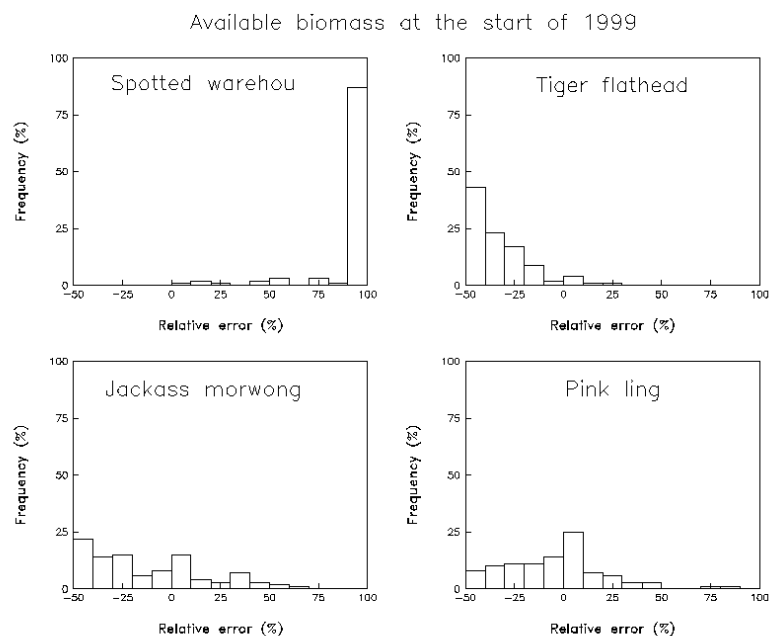 Available biomass at the start of 1999
Spotted warehou
Frequency (%)
100
75
50
25
0
-50 -25 0 25 50 75 100
Relative error (%)
Tiger flathead
Frequency (%)
100
75
50
25
0
-50 -25 0 25 50 75 100
Relative error (%)
Jackass morwong
Frequency (%)
100
75
50
25
0
-50 -25 0 25 50 75 100
Relative error (%)
Pink ling
Frequency (%)
100
75
50
25
0
-50 -25 0 25 50 75 100
Relative error (%)